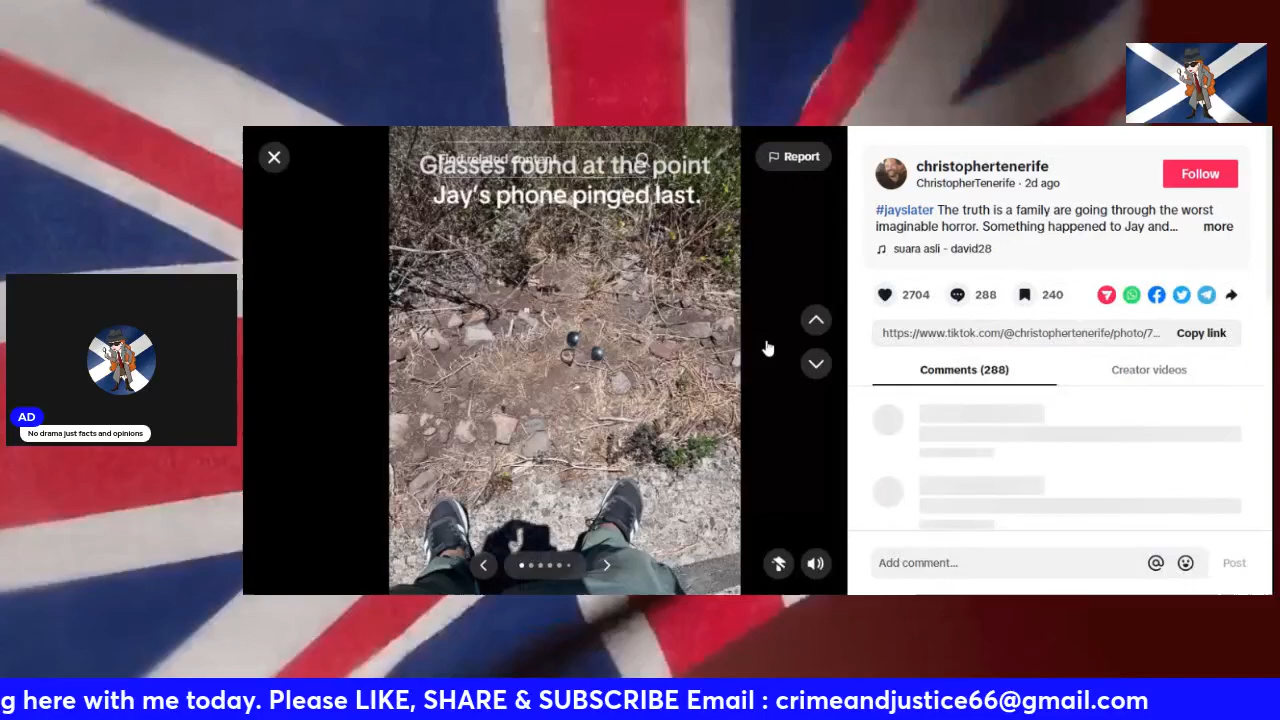 Find related content
Glasses found at the point
Jay's phone pinged last.
Report
christophertenerife
ChristopherTenerife · 2d ago
Follow
#jayslater The truth is a family are going through the worst
imaginable horror. Something happened to Jay and... more
suara asli - david28
2704
288
240
https://www.tiktok.com/@christophertenerife/photo/7...
Copy link
Comments (288)
Creator videos
Add comment...
Post
AD
No drama just facts and opinions
g here with me today. Please LIKE, SHARE & SUBSCRIBE Email : crimeandjustice66@gmail.com